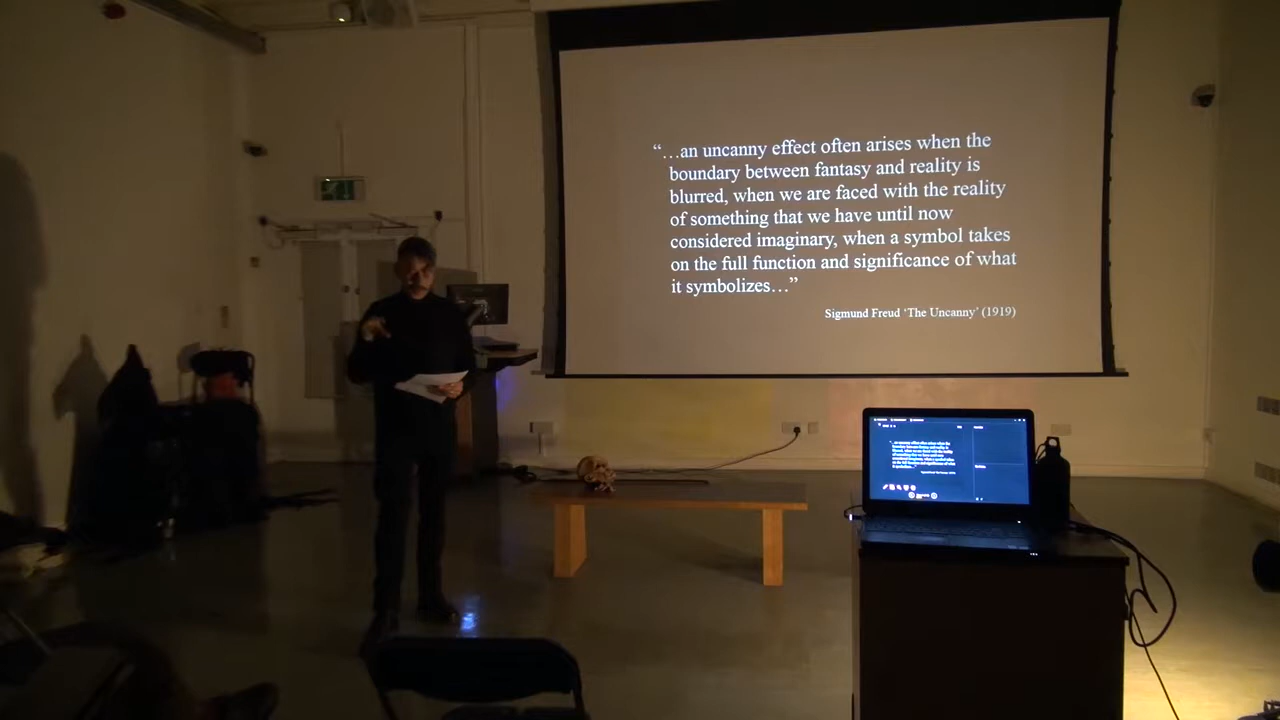 “…an uncanny effect often arises when the
boundary between fantasy and reality is
blurred, when we are faced with the reality
of something that we have until now
considered imaginary, when a symbol takes
on the full function and significance of what
it symbolizes…”
Sigmund Freud ‘The Uncanny’ (1919)